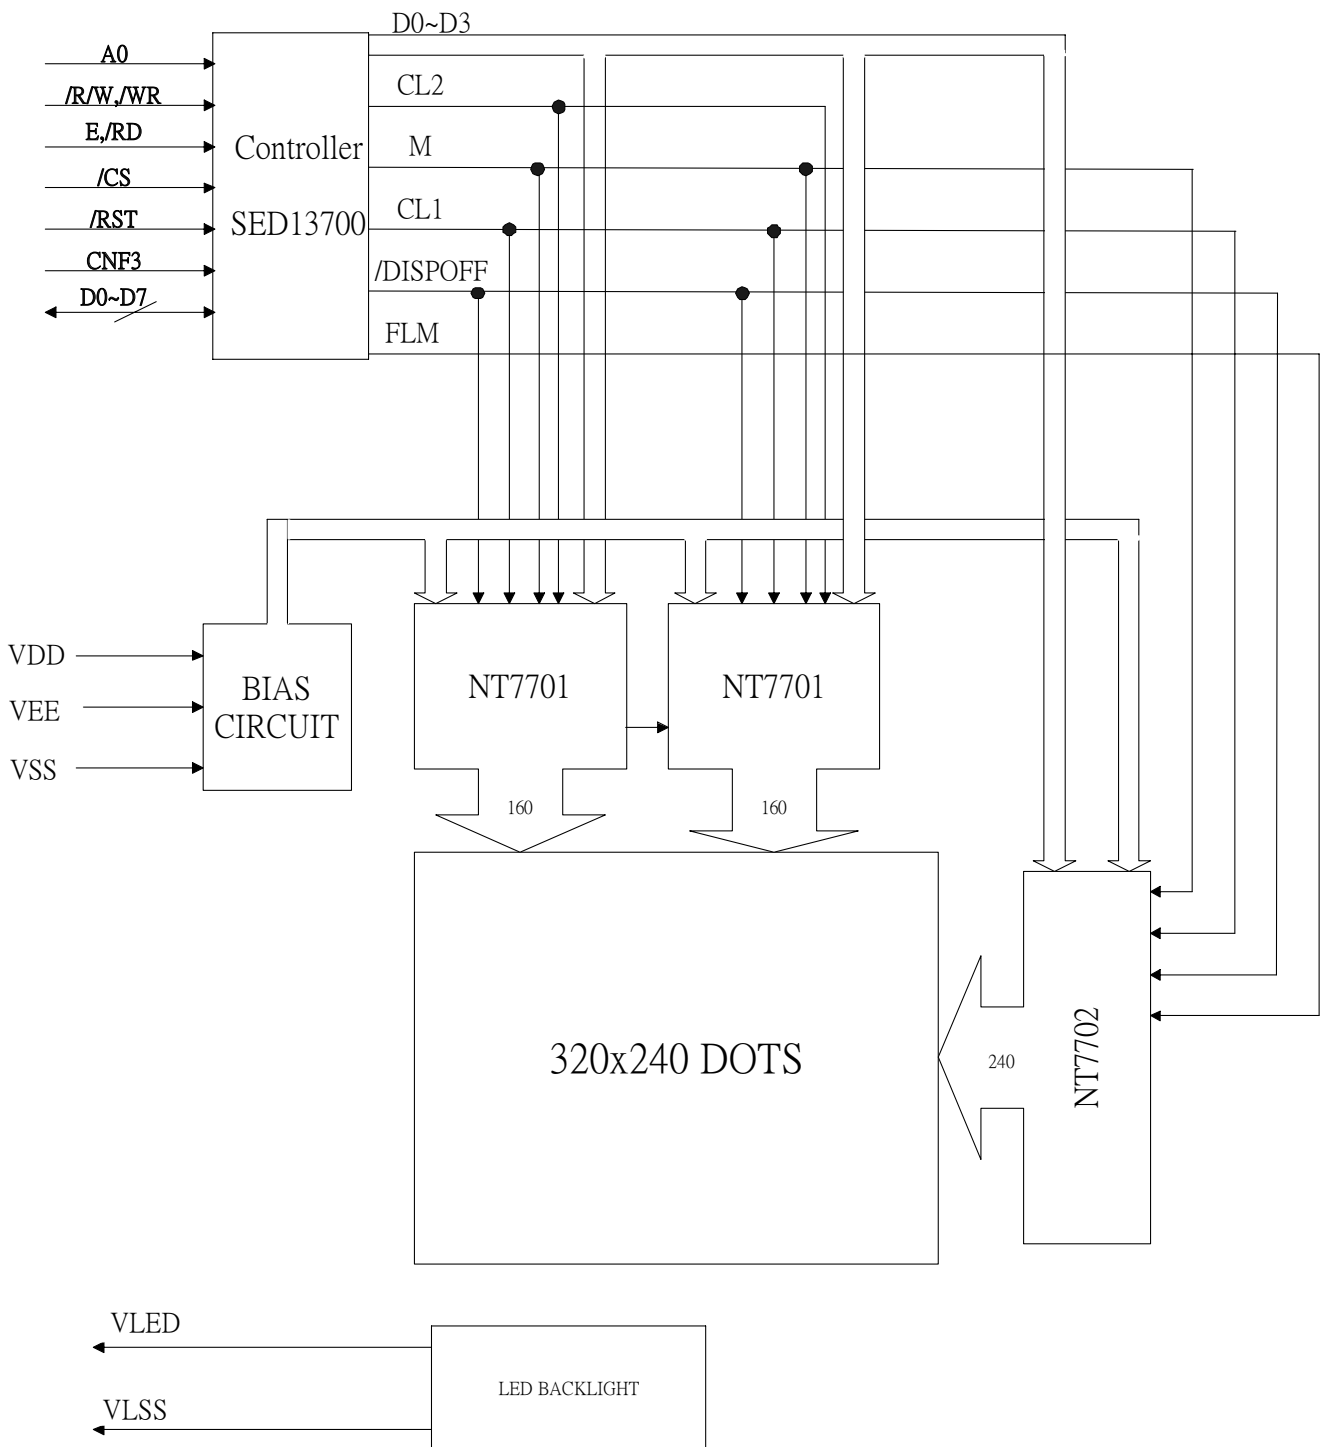 D0~D3
A0
/R/W,/WR
CL2
E,/RD
Controller
M
/CS
SED13700
CL1
/RST
CNF3
/DISPOFF
D0~D7
FLM
VDD
VEE
VSS
BIAS
CIRCUIT
NT7701
NT7701
160
160
320x240 DOTS
240
NT7702
VLED
LED BACKLIGHT
VLSS